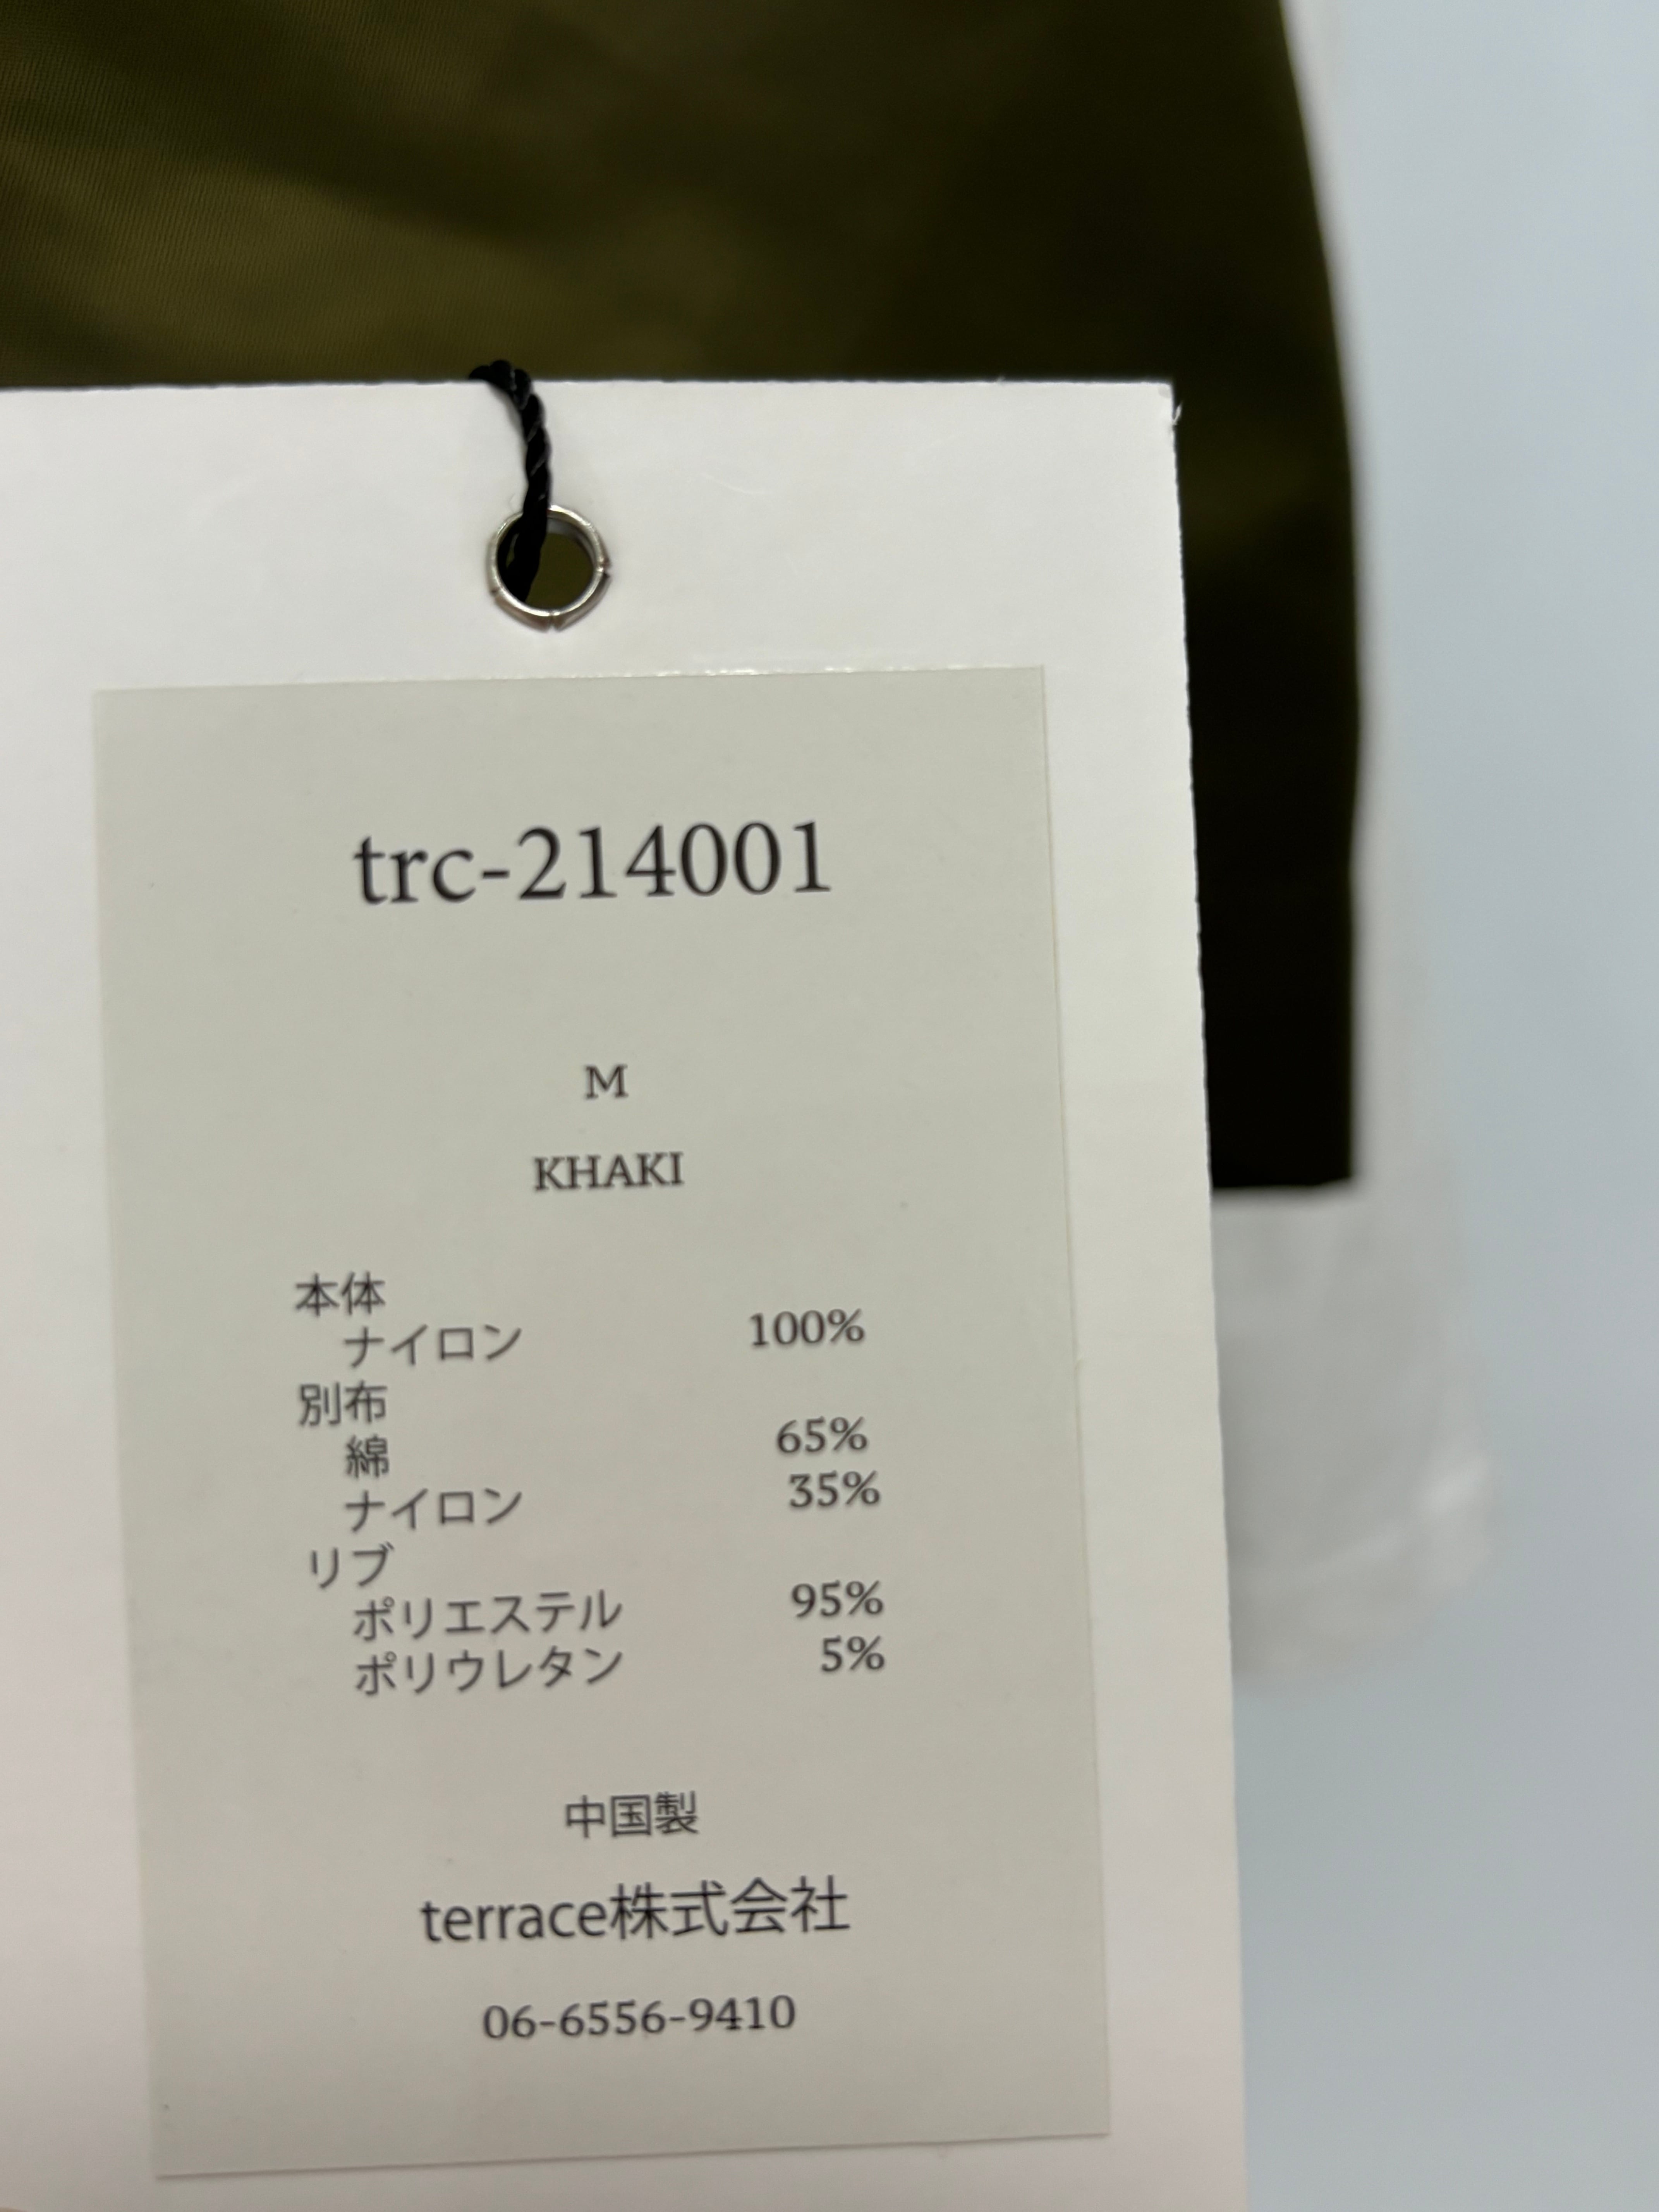 trc-214001
M
KHAKI
本体
ナイロン 100%
別布
綿 65%
ナイロン 35%
リブ
ポリエステル 95%
ポリウレタン 5%
中国製
terrace株式会社
06-6556-9410